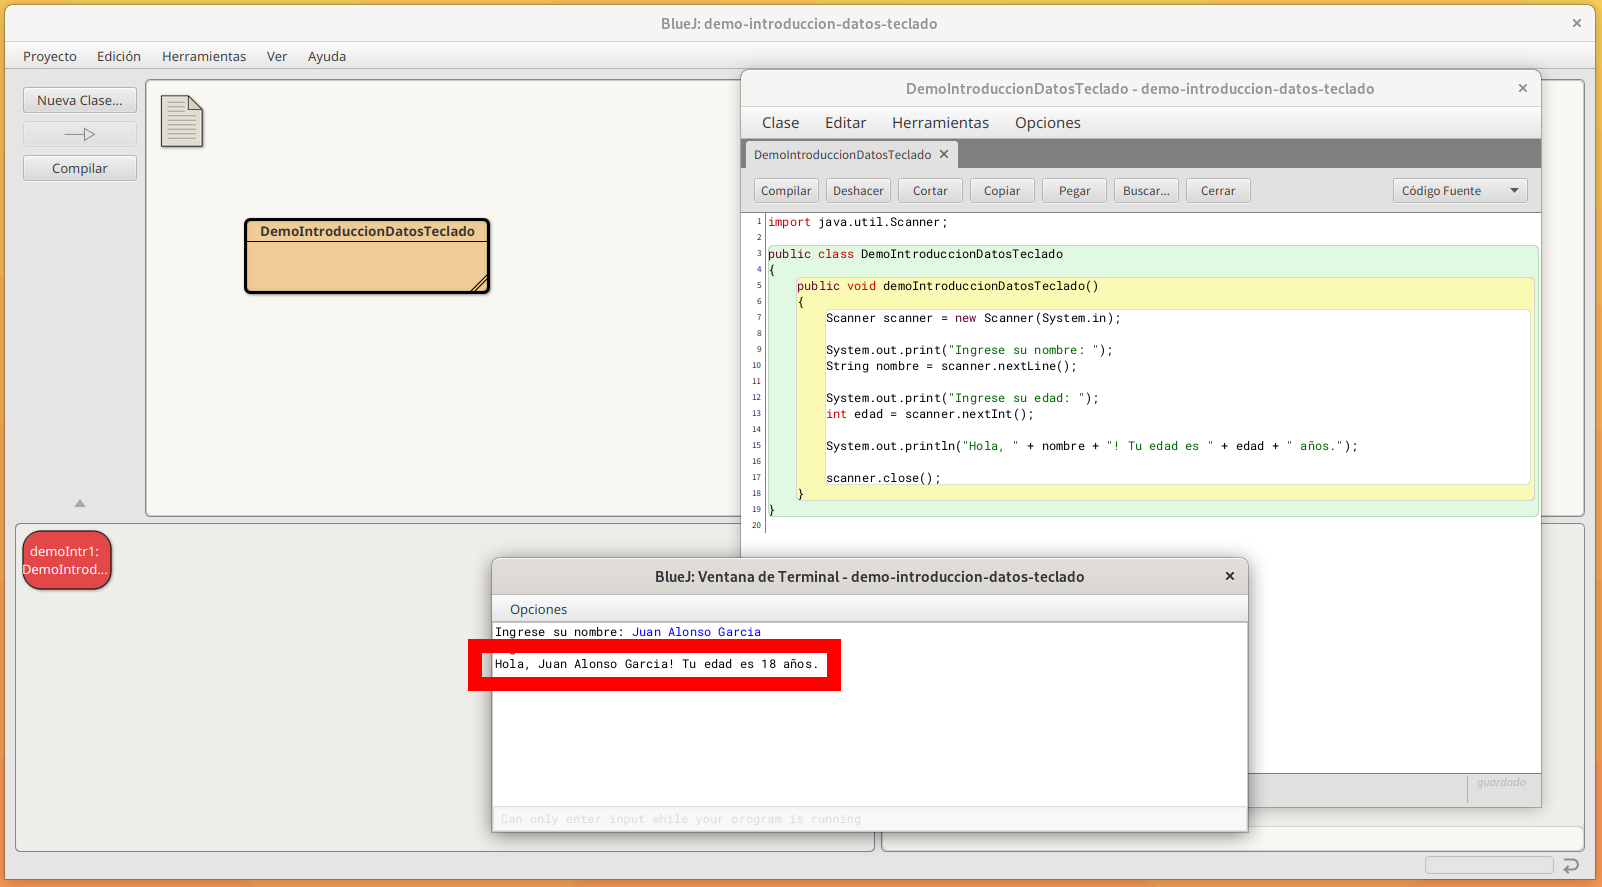 BlueJ: demo-introduccion-datos-teclado
Proyecto Edición Herramientas Ver Ayuda
Nueva Clase...
Compilar
DemoIntroduccionDatosTeclado
demoIntr1:
DemoIntrod...
DemoIntroduccionDatosTeclado - demo-introduccion-datos-teclado
Clase Editar Herramientas Opciones
DemoIntroduccionDatosTeclado
Compilar Deshacer Cortar Copiar Pegar Buscar... Cerrar Código Fuente
1 import java.util.Scanner;
2
3 public class DemoIntroduccionDatosTeclado
4 {
5 public void demoIntroduccionDatosTeclado()
6 {
7 Scanner scanner = new Scanner(System.in);
8
9 System.out.print("Ingrese su nombre: ");
10 String nombre = scanner.nextLine();
11
12 System.out.print("Ingrese su edad: ");
13 int edad = scanner.nextInt();
14
15 System.out.println("Hola, " + nombre + "! Tu edad es " + edad + " años.");
16
17 scanner.close();
18 }
19 }
20
guardado
BlueJ: Ventana de Terminal - demo-introduccion-datos-teclado
Opciones
Ingrese su nombre: Juan Alonso Garcia
Hola, Juan Alonso Garcia! Tu edad es 18 años.
Can only enter input while your program is running